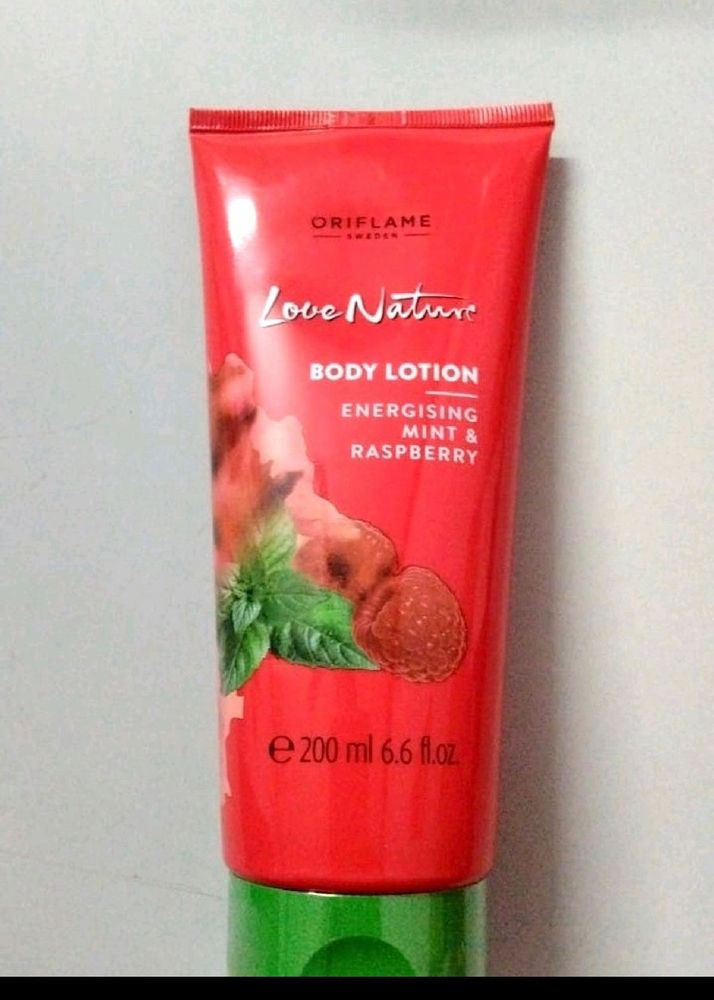 ORIFLAME
SWEDEN
Love Nature
BODY LOTION
ENERGISING
MINT &
RASPBERRY
℮ 200 ml 6.6 fl.oz.